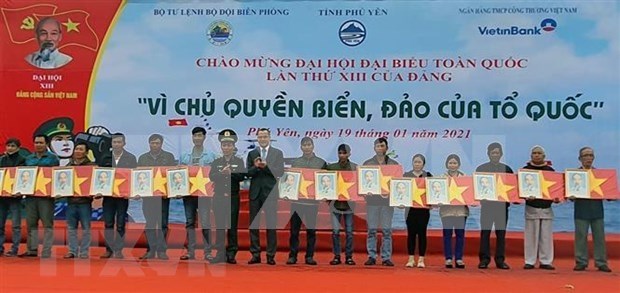 BỘ TƯ LỆNH BỘ ĐỘI BIÊN PHÒNG
TỈNH PHÚ YÊN
NGÂN HÀNG TMCP CÔNG THƯƠNG VIỆT NAM
VietinBank
CHÀO MỪNG ĐẠI HỘI ĐẠI BIỂU TOÀN QUỐC
LẦN THỨ XIII CỦA ĐẢNG
ĐẠI HỘI
XIII
ĐẢNG CỘNG SẢN VIỆT NAM
"VÌ CHỦ QUYỀN BIỂN, ĐẢO CỦA TỔ QUỐC"
Phú Yên, ngày 19 tháng 01 năm 2021
TTXVN